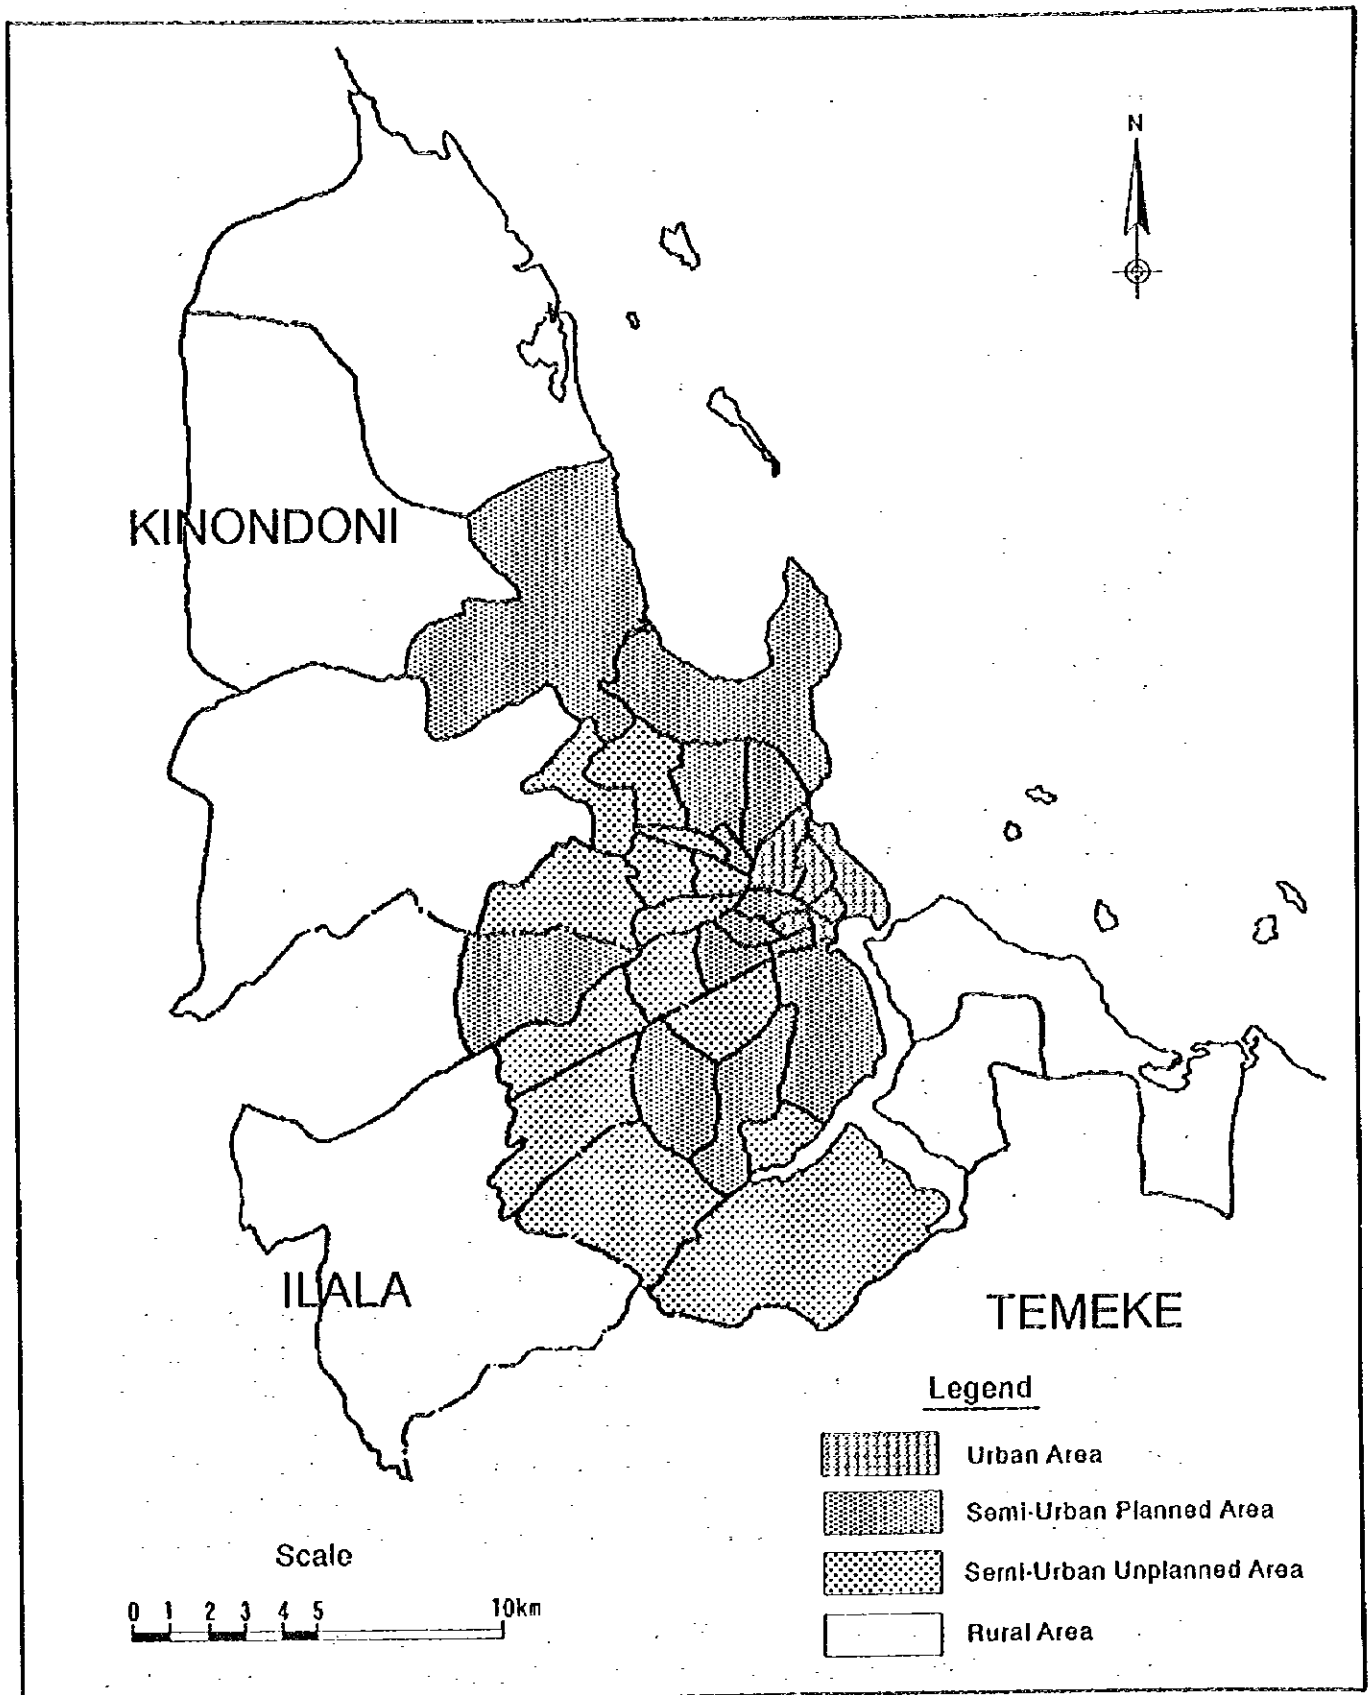 N
KINONDONI
ILALA
TEMEKE
Legend
Urban Area
Semi-Urban Planned Area
Semi-Urban Unplanned Area
Rural Area
Scale
0 1 2 3 4 5 10km